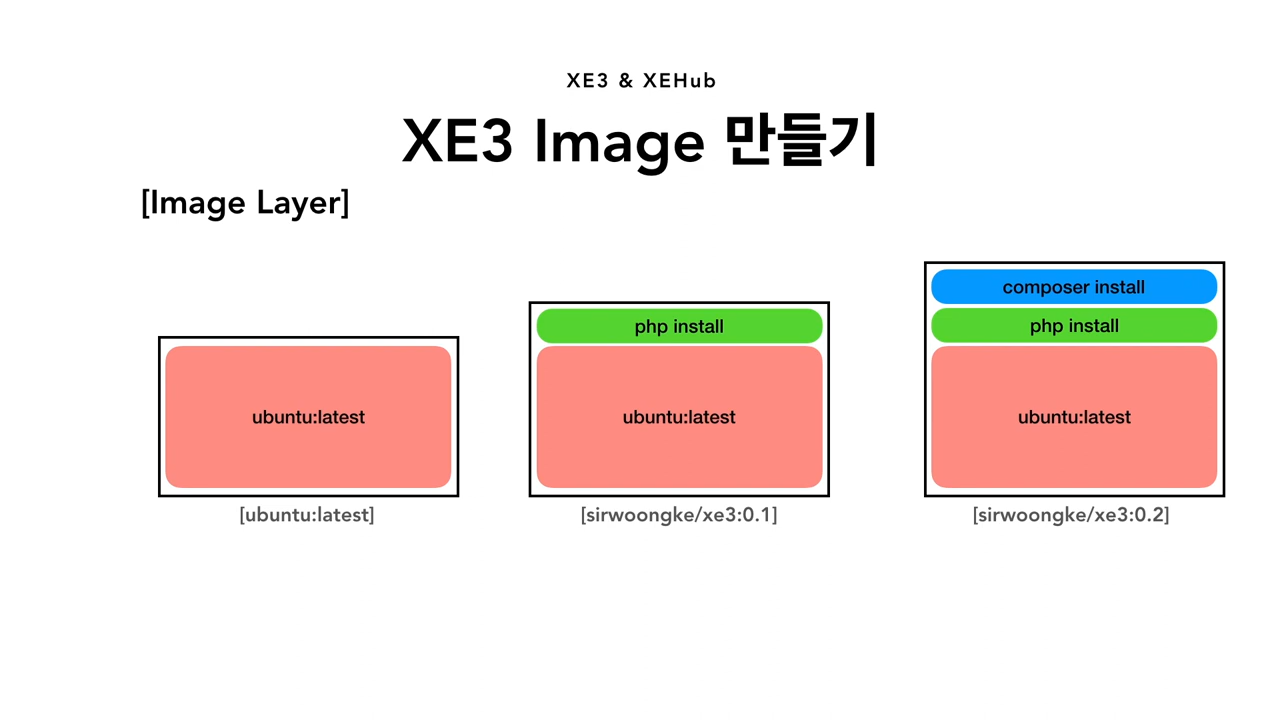 XE3 & XEHub
XE3 Image 만들기
[Image Layer]
ubuntu:latest
[ubuntu:latest]
php install
ubuntu:latest
[sirwoongke/xe3:0.1]
composer install
php install
ubuntu:latest
[sirwoongke/xe3:0.2]